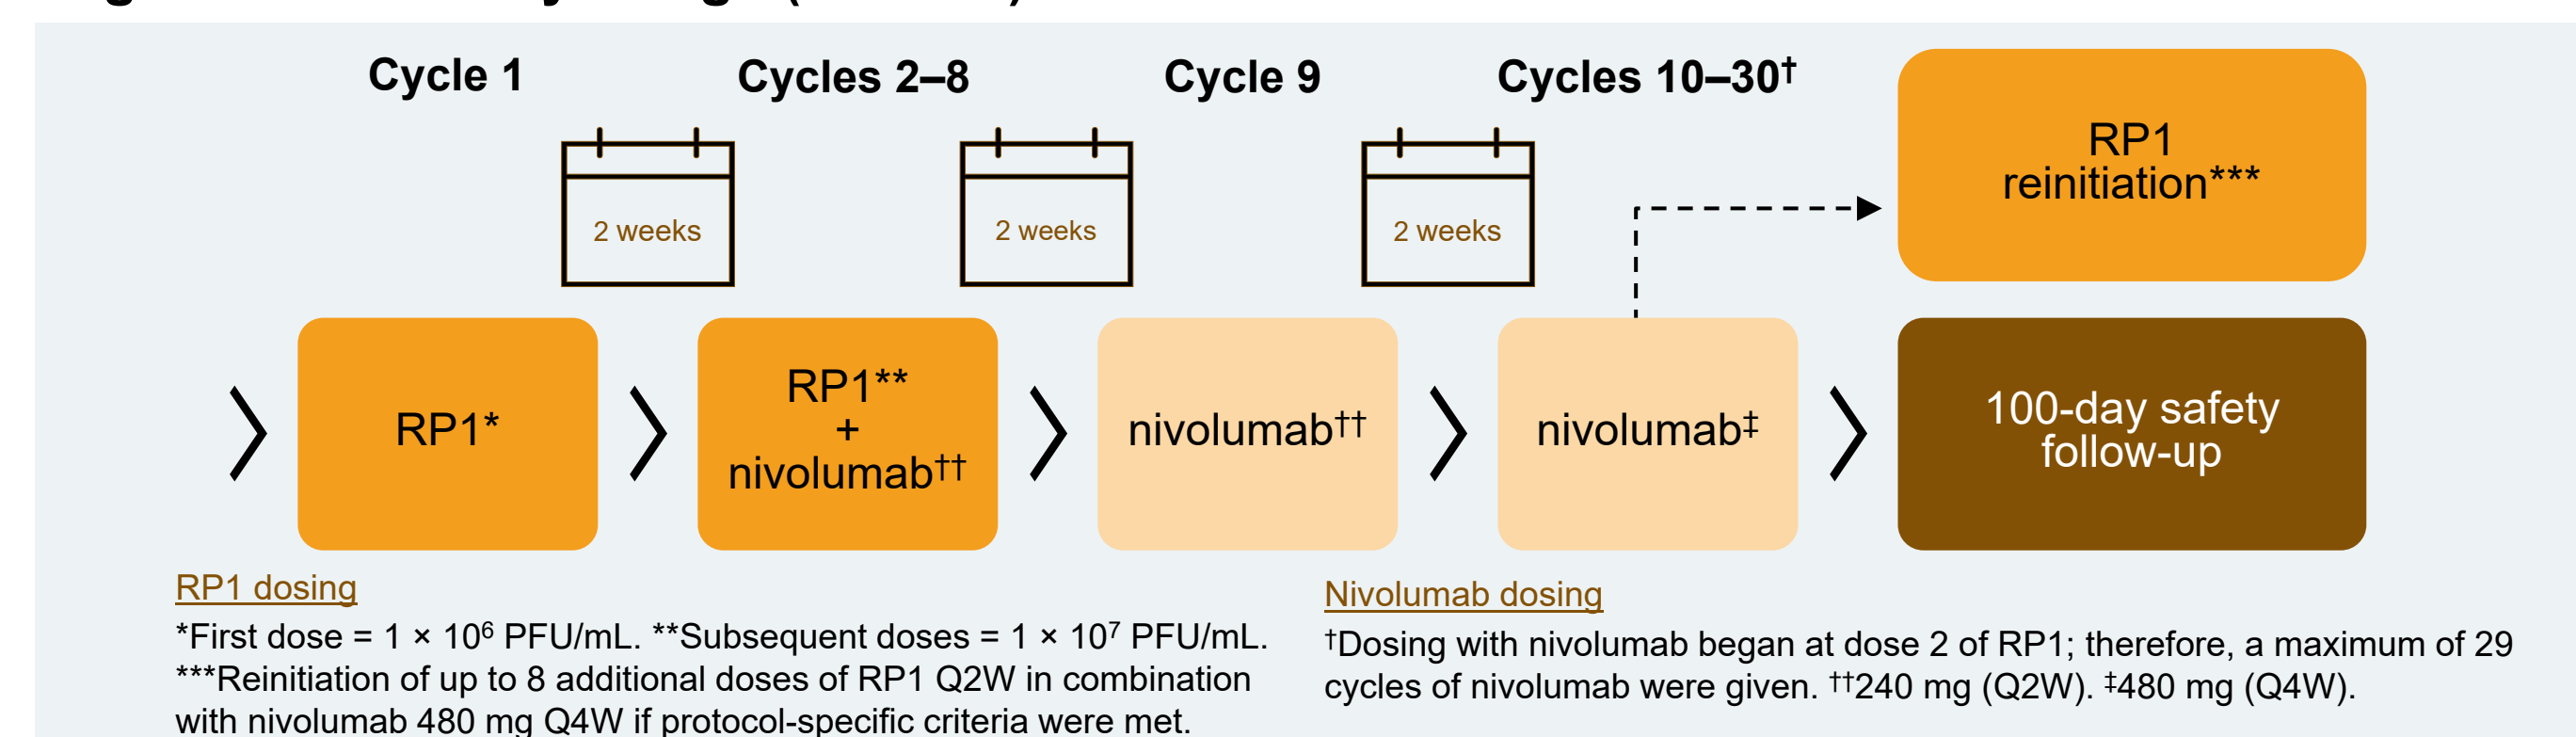 Cycle 1
Cycles 2–8
Cycle 9
Cycles 10–30†
2 weeks
2 weeks
2 weeks
RP1
reinitiation***
RP1*
RP1**
+
nivolumab††
nivolumab††
nivolumab‡
100-day safety
follow-up
RP1 dosing
*First dose = 1 × 10⁶ PFU/mL. **Subsequent doses = 1 × 10⁷ PFU/mL.
***Reinitiation of up to 8 additional doses of RP1 Q2W in combination
with nivolumab 480 mg Q4W if protocol-specific criteria were met.
Nivolumab dosing
†Dosing with nivolumab began at dose 2 of RP1; therefore, a maximum of 29
cycles of nivolumab were given. ††240 mg (Q2W). ‡480 mg (Q4W).